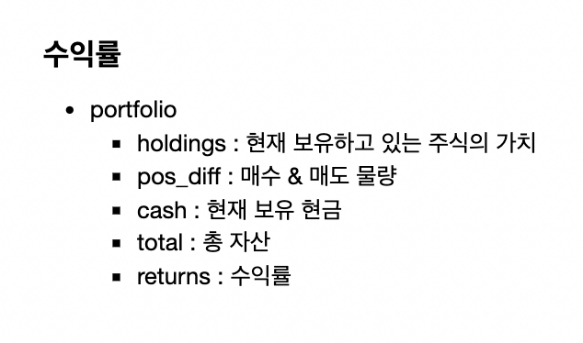 수익률
• portfolio
▪ holdings : 현재 보유하고 있는 주식의 가치
▪ pos_diff : 매수 & 매도 물량
▪ cash : 현재 보유 현금
▪ total : 총 자산
▪ returns : 수익률